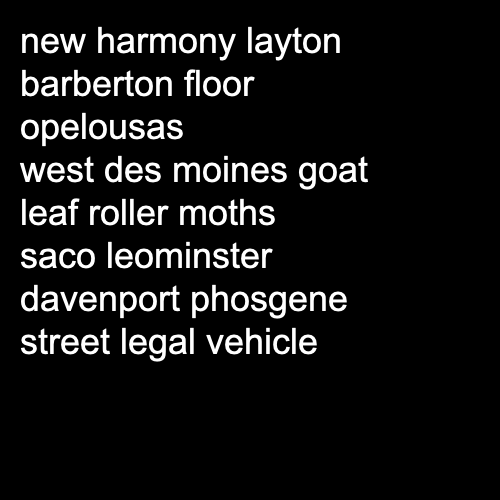 new harmony layton
barberton floor
opelousas
west des moines goat
leaf roller moths
saco leominster
davenport phosgene
street legal vehicle